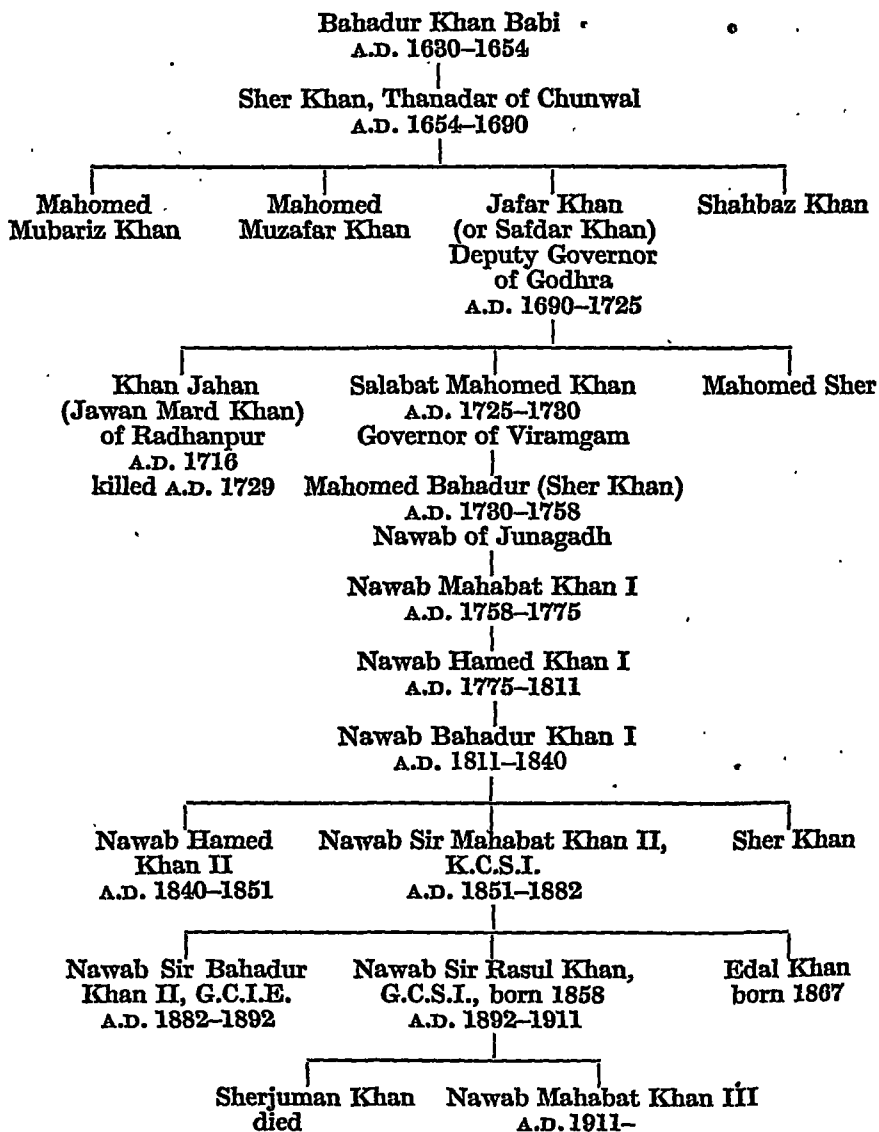 Bahadur Khan Babi
A.D. 1630–1654
Sher Khan, Thanadar of Chunwal
A.D. 1654–1690
Mahomed
Mubariz Khan
Mahomed
Muzafar Khan
Jafar Khan
(or Safdar Khan)
Deputy Governor
of Godhra
A.D. 1690–1725
Shahbaz Khan
Khan Jahan
(Jawan Mard Khan)
of Radhanpur
A.D. 1716
killed A.D. 1729
Salabat Mahomed Khan
A.D. 1725–1730
Governor of Viramgam
Mahomed Sher
Mahomed Bahadur (Sher Khan)
A.D. 1730–1758
Nawab of Junagadh
Nawab Mahabat Khan I
A.D. 1758–1775
Nawab Hamed Khan I
A.D. 1775–1811
Nawab Bahadur Khan I
A.D. 1811–1840
Nawab Hamed
Khan II
A.D. 1840–1851
Nawab Sir Mahabat Khan II,
K.C.S.I.
A.D. 1851–1882
Sher Khan
Nawab Sir Bahadur
Khan II, G.C.I.E.
A.D. 1882–1892
Nawab Sir Rasul Khan,
G.C.S.I., born 1858
A.D. 1892–1911
Edal Khan
born 1867
Sherjuman Khan
died
Nawab Mahabat Khan III
A.D. 1911–